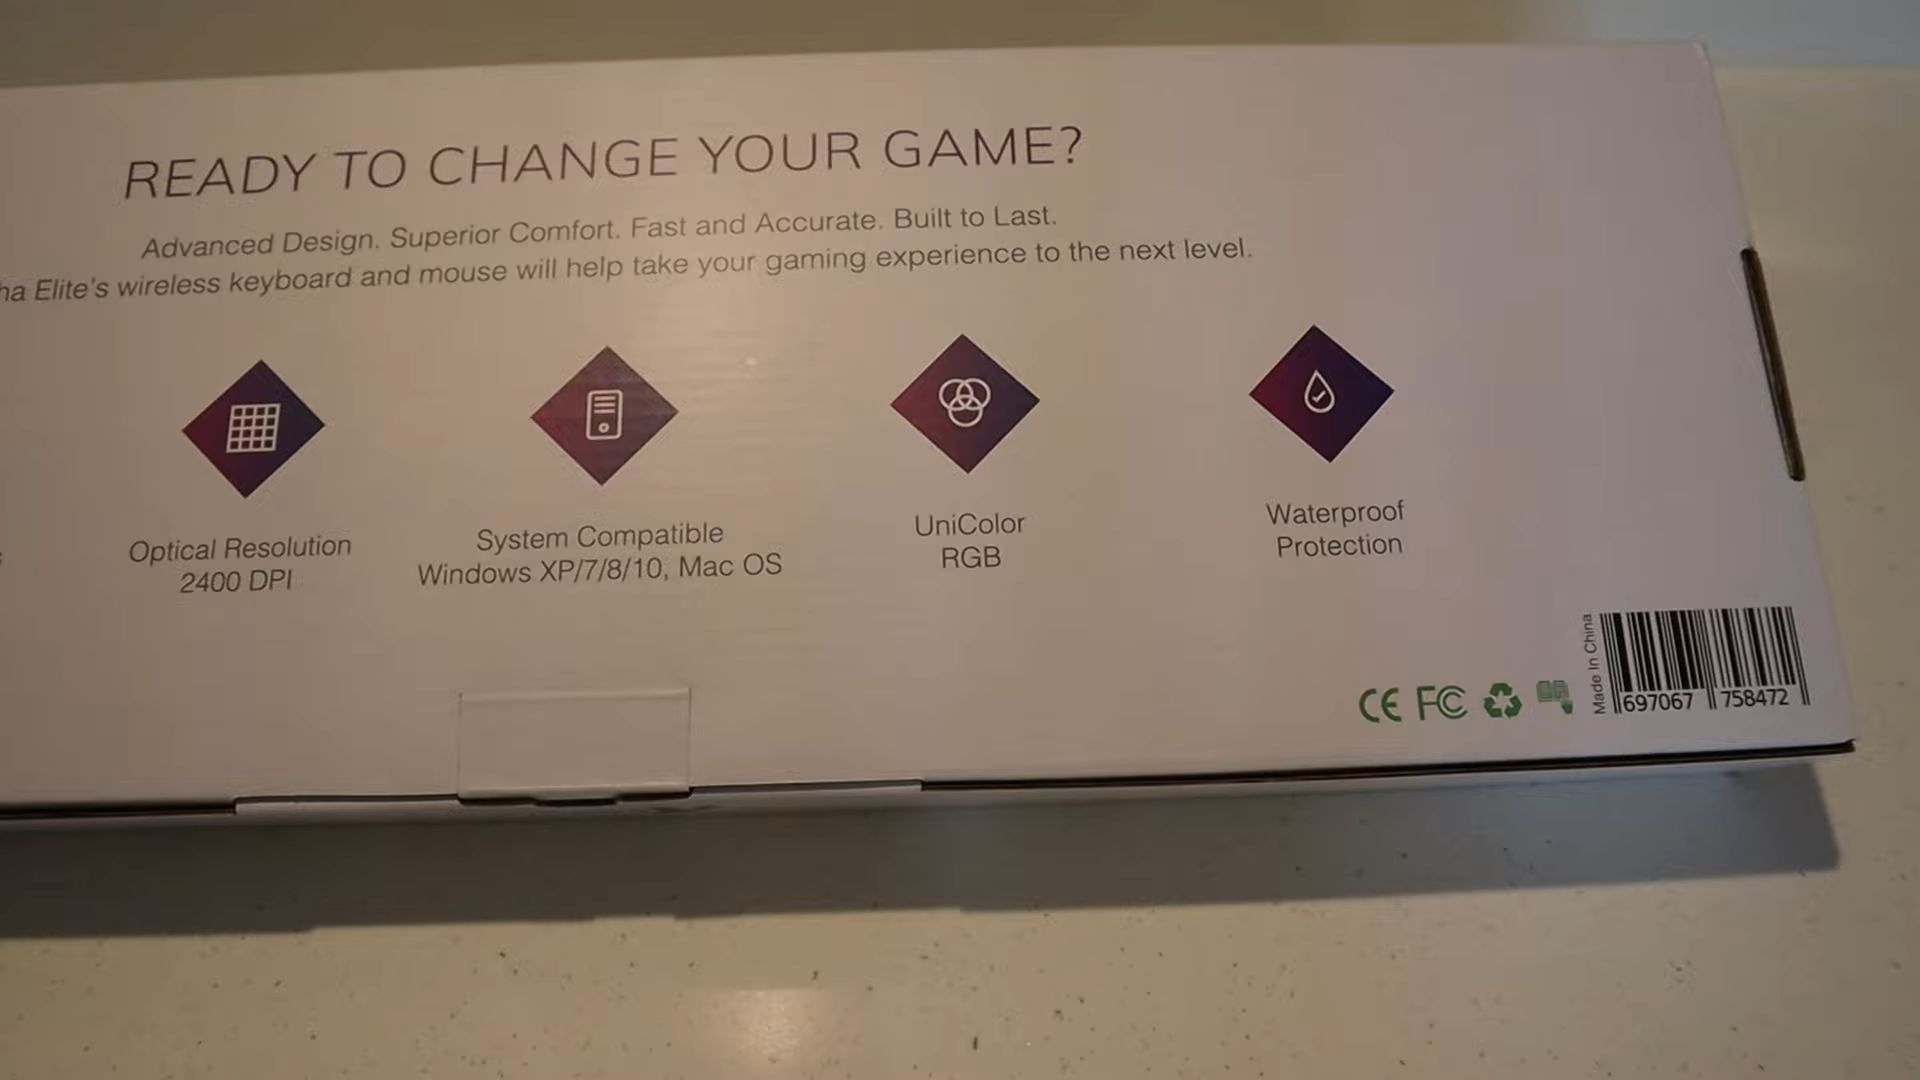 READY TO CHANGE YOUR GAME?
Advanced Design. Superior Comfort. Fast and Accurate. Built to Last.
ha Elite's wireless keyboard and mouse will help take your gaming experience to the next level.
Optical Resolution
2400 DPI
System Compatible
Windows XP/7/8/10, Mac OS
UniColor
RGB
Waterproof
Protection
CE FC
Made In China
697067 758472